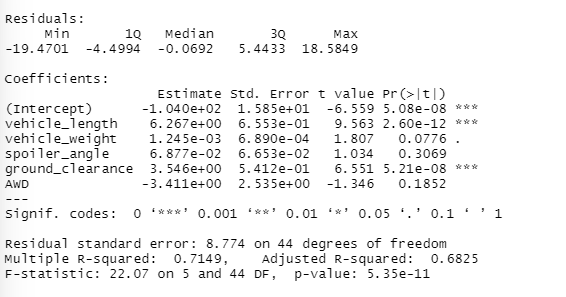 Residuals:
     Min       1Q   Median       3Q      Max
-19.4701  -4.4994  -0.0692   5.4433  18.5849
Coefficients:
                   Estimate Std. Error t value Pr(>|t|)
(Intercept)      -1.040e+02  1.585e+01  -6.559 5.08e-08 ***
vehicle_length    6.267e+00  6.553e-01   9.563 2.60e-12 ***
vehicle_weight    1.245e-03  6.890e-04   1.807   0.0776 .
spoiler_angle     6.877e-02  6.653e-02   1.034   0.3069
ground_clearance  3.546e+00  5.412e-01   6.551 5.21e-08 ***
AWD              -3.411e+00  2.535e+00  -1.346   0.1852
---
Signif. codes:  0 ‘***’ 0.001 ‘**’ 0.01 ‘*’ 0.05 ‘.’ 0.1 ‘ ’ 1
Residual standard error: 8.774 on 44 degrees of freedom
Multiple R-squared:  0.7149,    Adjusted R-squared:  0.6825
F-statistic: 22.07 on 5 and 44 DF,  p-value: 5.35e-11